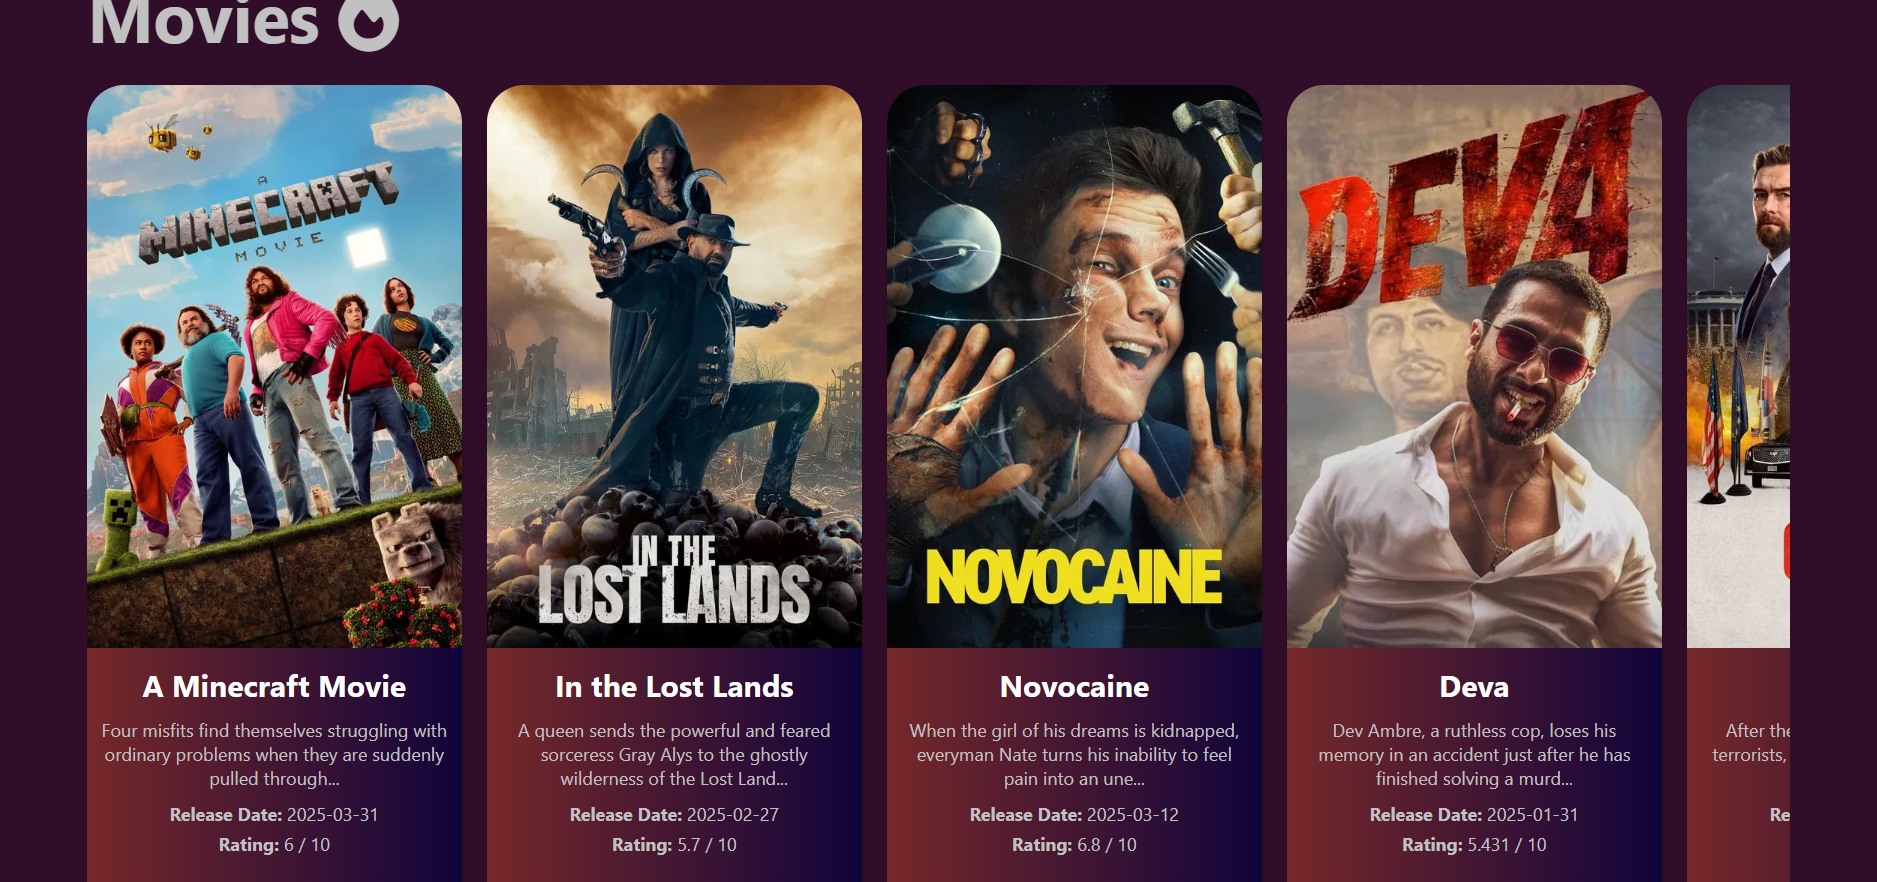 Movies
A
MINECRAFT
MOVIE
IN THE
LOST LANDS
NOVOCAINE
DEVA
A Minecraft Movie
Four misfits find themselves struggling with
ordinary problems when they are suddenly
pulled through...
Release Date: 2025-03-31
Rating: 6 / 10
In the Lost Lands
A queen sends the powerful and feared
sorceress Gray Alys to the ghostly
wilderness of the Lost Land...
Release Date: 2025-02-27
Rating: 5.7 / 10
Novocaine
When the girl of his dreams is kidnapped,
everyman Nate turns his inability to feel
pain into an une...
Release Date: 2025-03-12
Rating: 6.8 / 10
Deva
Dev Ambre, a ruthless cop, loses his
memory in an accident just after he has
finished solving a murd...
Release Date: 2025-01-31
Rating: 5.431 / 10
After the
terrorists,
Re